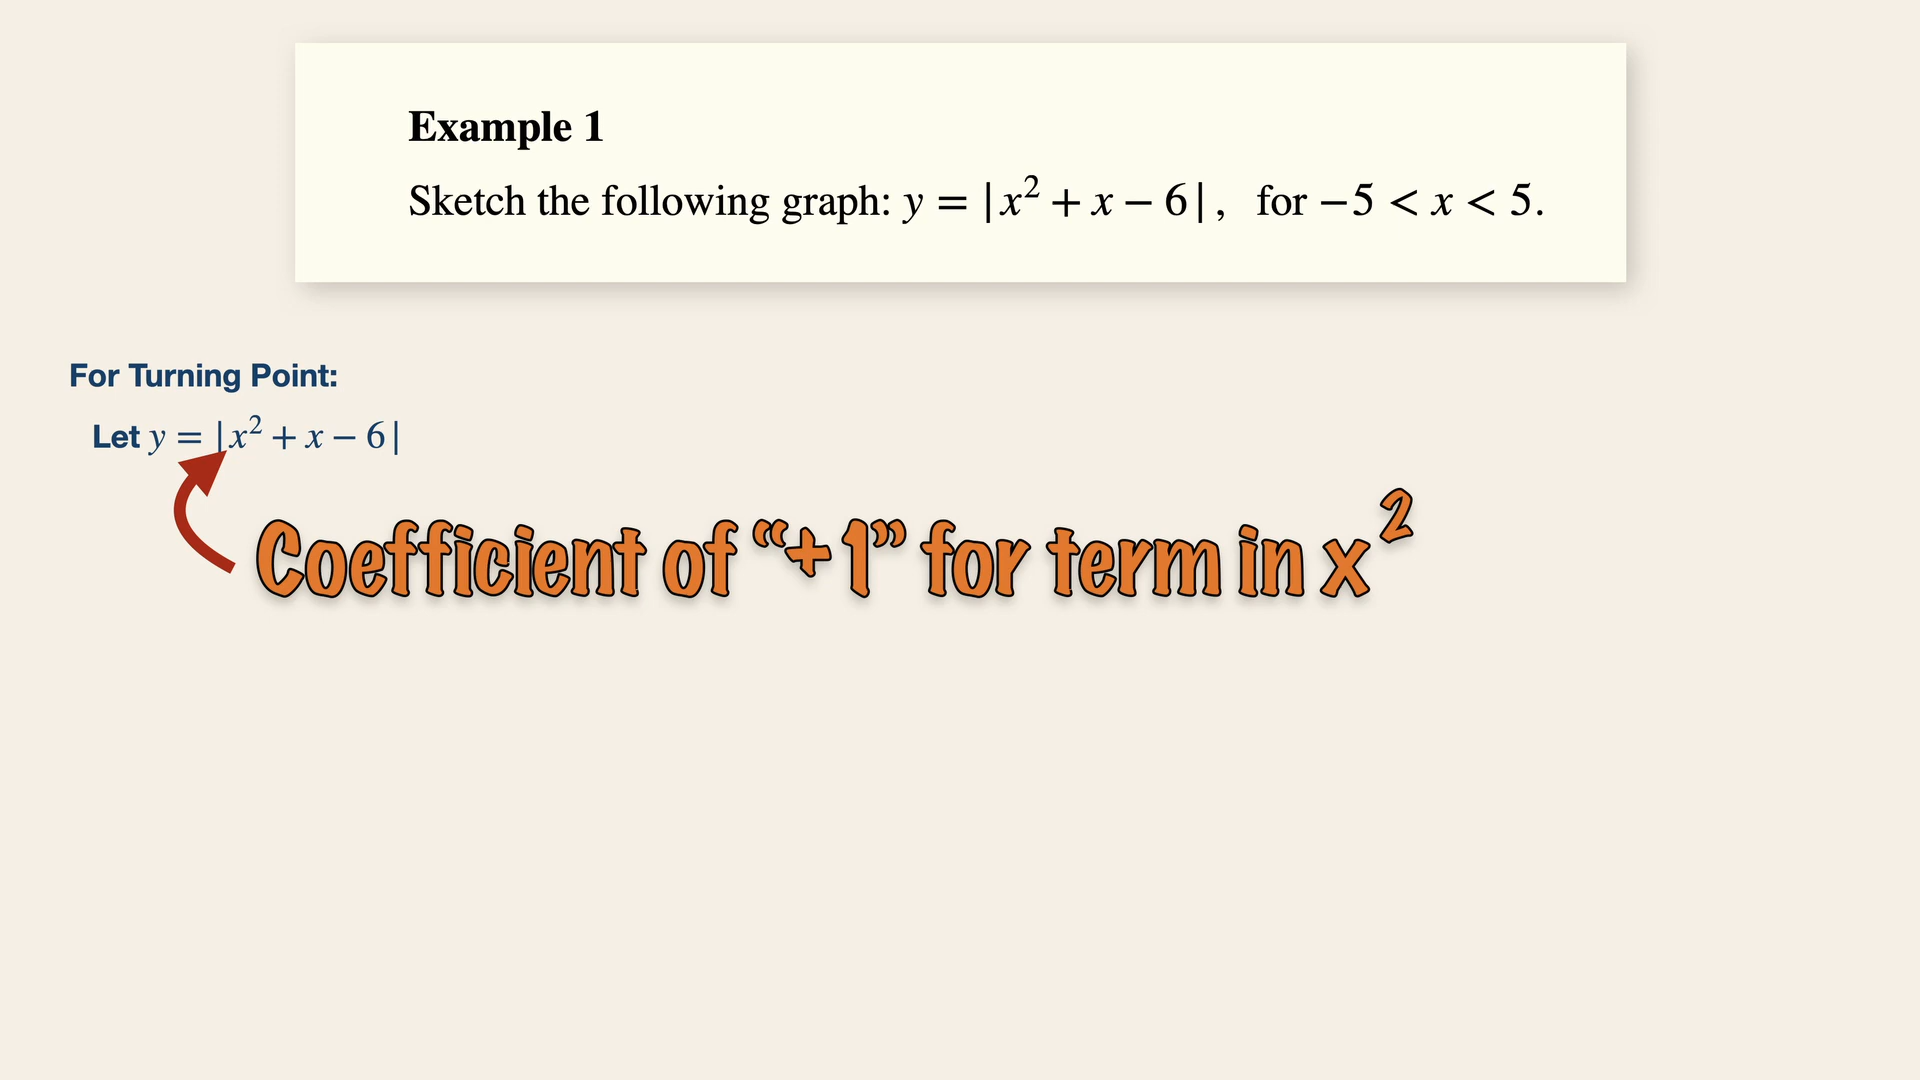 Example 1
Sketch the following graph: y = |x² + x − 6|, for −5 < x < 5.
For Turning Point:
Let y = |x² + x − 6|
Coefficient of “+1” for term in x²